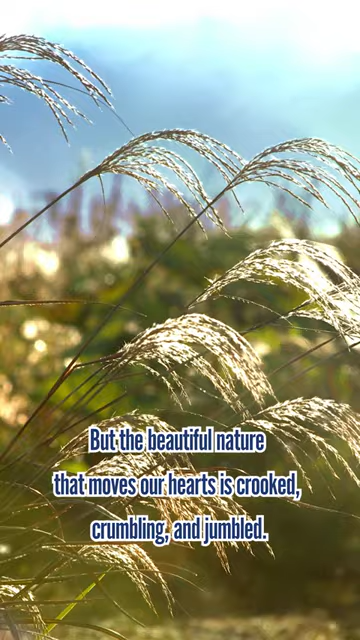 But the beautiful nature
that moves our hearts is crooked,
crumbling, and jumbled.